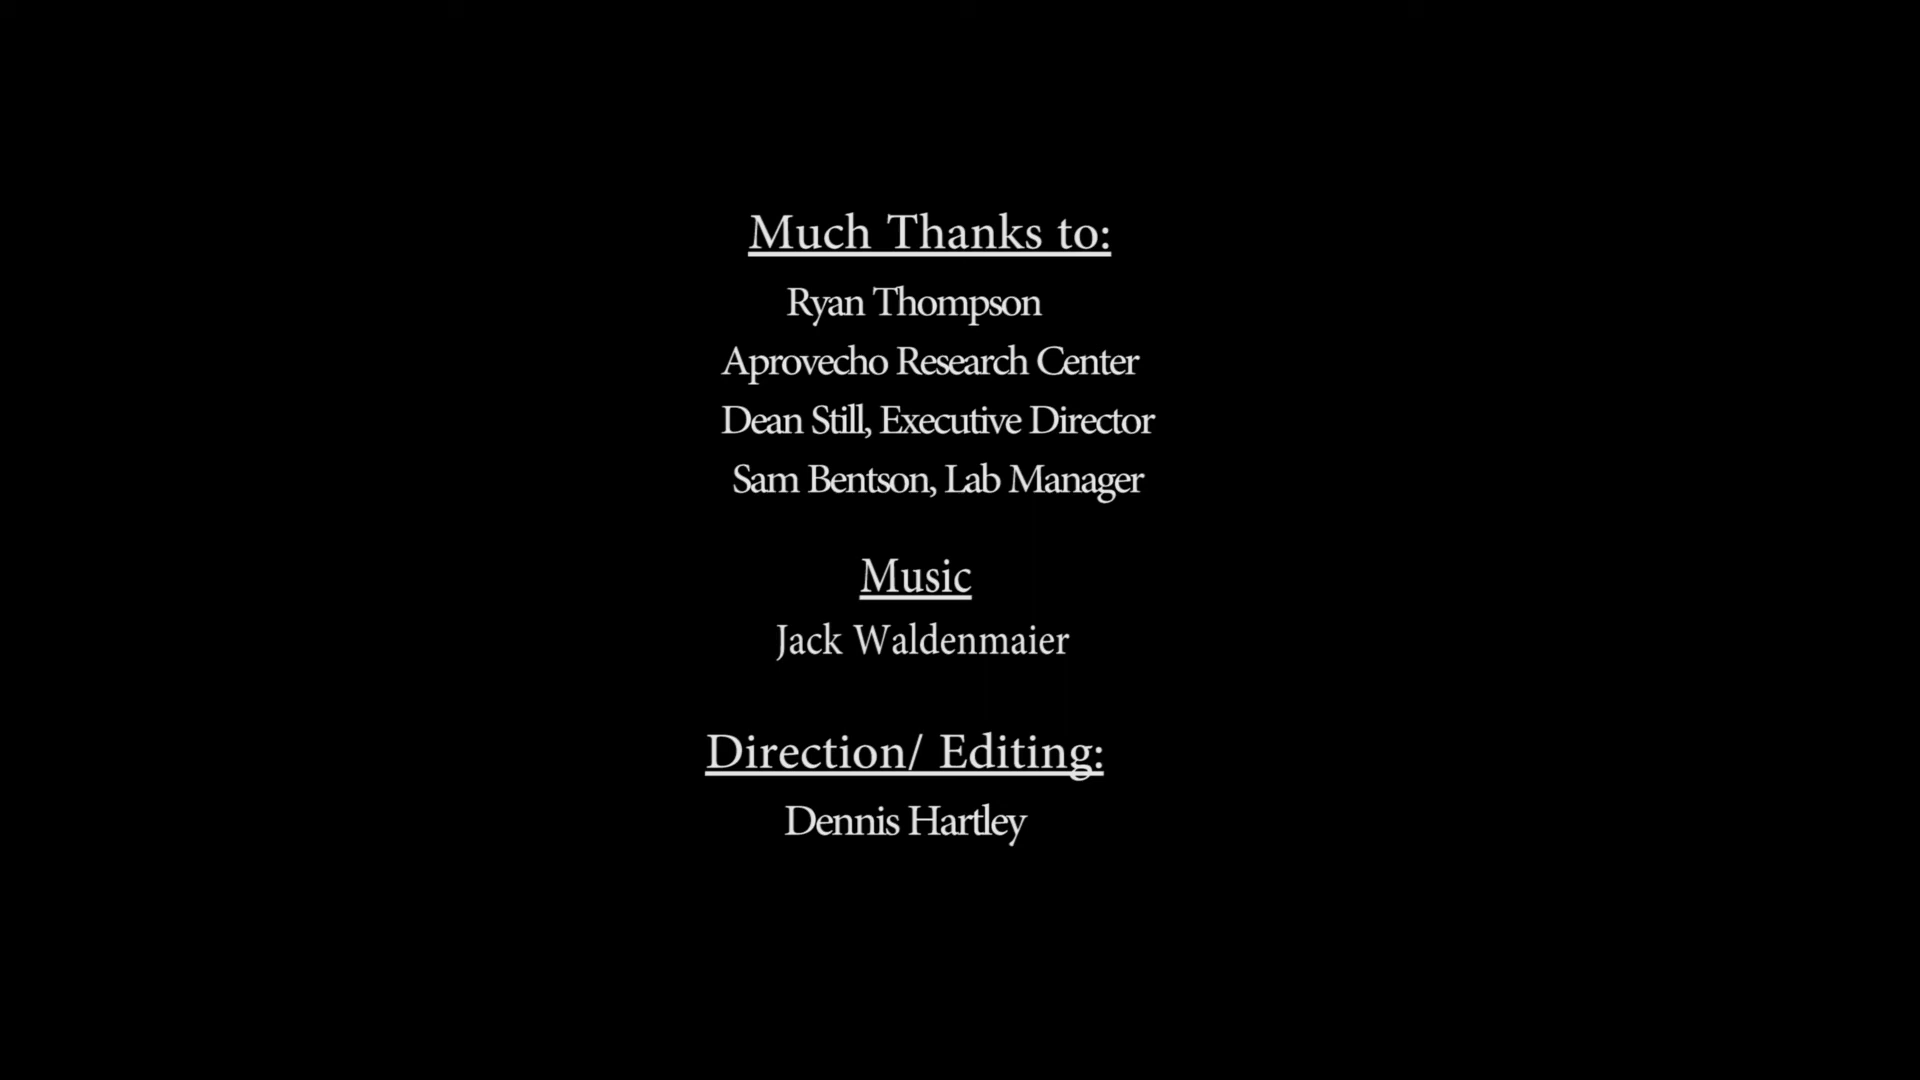 Much Thanks to:
Ryan Thompson
Aprovecho Research Center
Dean Still, Executive Director
Sam Bentson, Lab Manager
Music
Jack Waldenmaier
Direction/ Editing:
Dennis Hartley